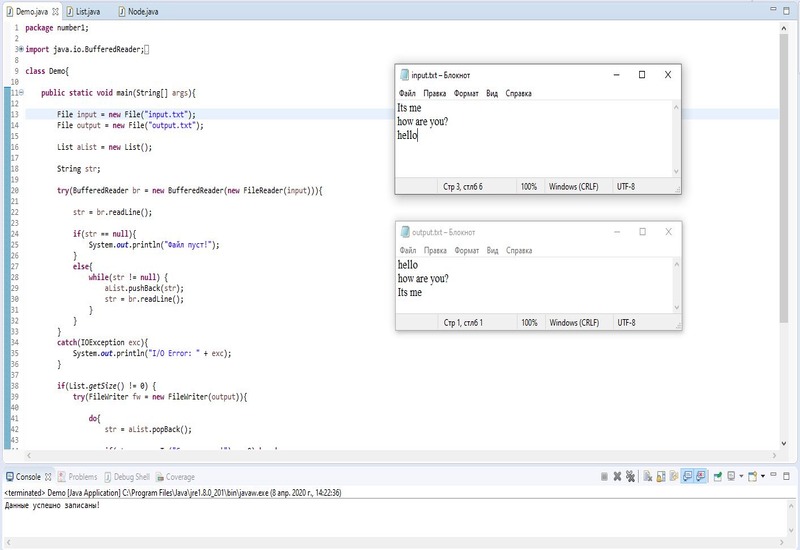 Demo.java List.java Node.java
1 package number1;
2
3 import java.io.BufferedReader;
9 class Demo{
10
11 public static void main(String[] args){
12
13 File input = new File("input.txt");
14 File output = new File("output.txt");
15
16 List aList = new List();
17
18 String str;
19
20 try(BufferedReader br = new BufferedReader(new FileReader(input))){
21
22 str = br.readLine();
23
24 if(str == null){
25 System.out.println("Файл пуст!");
26 }
27 else{
28 while(str != null) {
29 aList.pushBack(str);
30 str = br.readLine();
31 }
32 }
33 }
34 catch(IOException exc){
35 System.out.println("I/O Error: " + exc);
36 }
37
38 if(List.getSize() != 0) {
39 try(FileWriter fw = new FileWriter(output)){
40
41 do{
42 str = aList.popBack();
43
input.txt – Блокнот
Файл Правка Формат Вид Справка
Its me
how are you?
hello
Стр 3, стлб 6 100% Windows (CRLF) UTF-8
output.txt – Блокнот
Файл Правка Формат Вид Справка
hello
how are you?
Its me
Стр 1, стлб 1 100% Windows (CRLF) UTF-8
Console Problems Debug Shell Coverage
<terminated> Demo [Java Application] C:\Program Files\Java\jre1.8.0_201\bin\javaw.exe (8 апр. 2020 г., 14:22:36)
Данные успешно записаны!